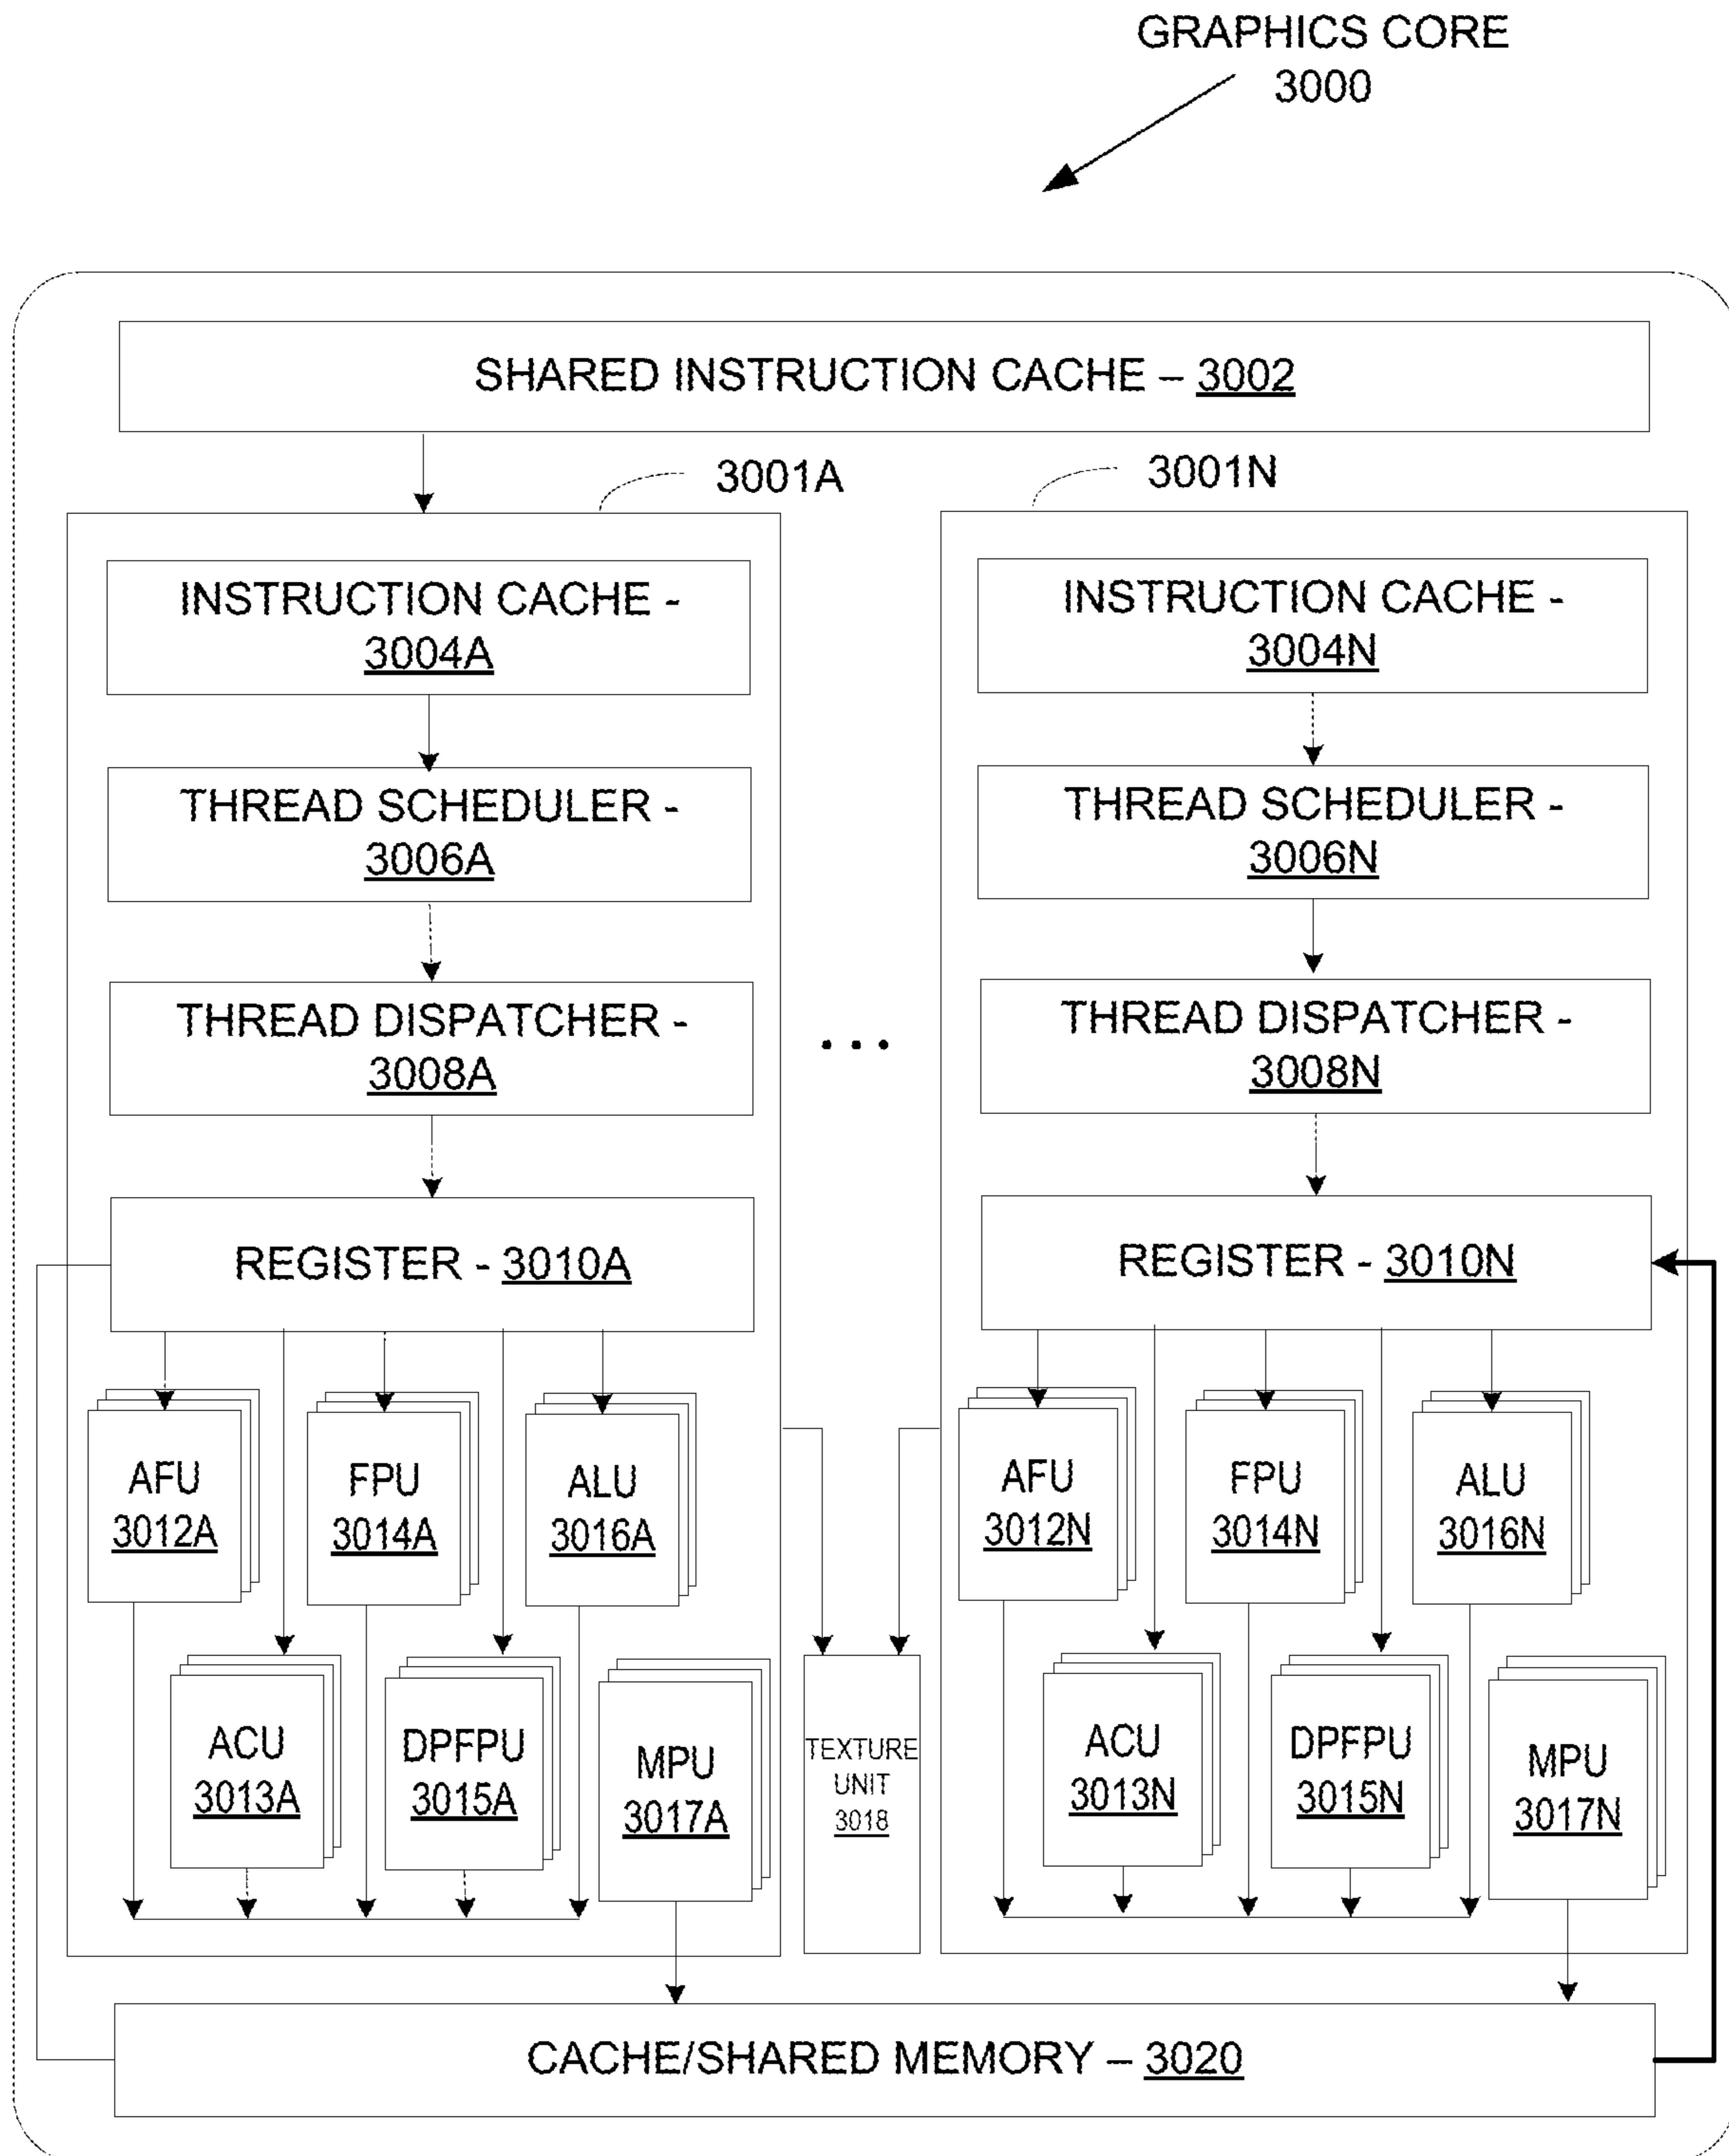 GRAPHICS CORE
3000
SHARED INSTRUCTION CACHE – 3002
3001A
3001N
INSTRUCTION CACHE -
3004A
INSTRUCTION CACHE -
3004N
THREAD SCHEDULER -
3006A
THREAD SCHEDULER -
3006N
THREAD DISPATCHER -
3008A
...
THREAD DISPATCHER -
3008N
REGISTER - 3010A
REGISTER - 3010N
AFU
3012A
FPU
3014A
ALU
3016A
AFU
3012N
FPU
3014N
ALU
3016N
ACU
3013A
DPFPU
3015A
MPU
3017A
TEXTURE
UNIT
3018
ACU
3013N
DPFPU
3015N
MPU
3017N
CACHE/SHARED MEMORY – 3020